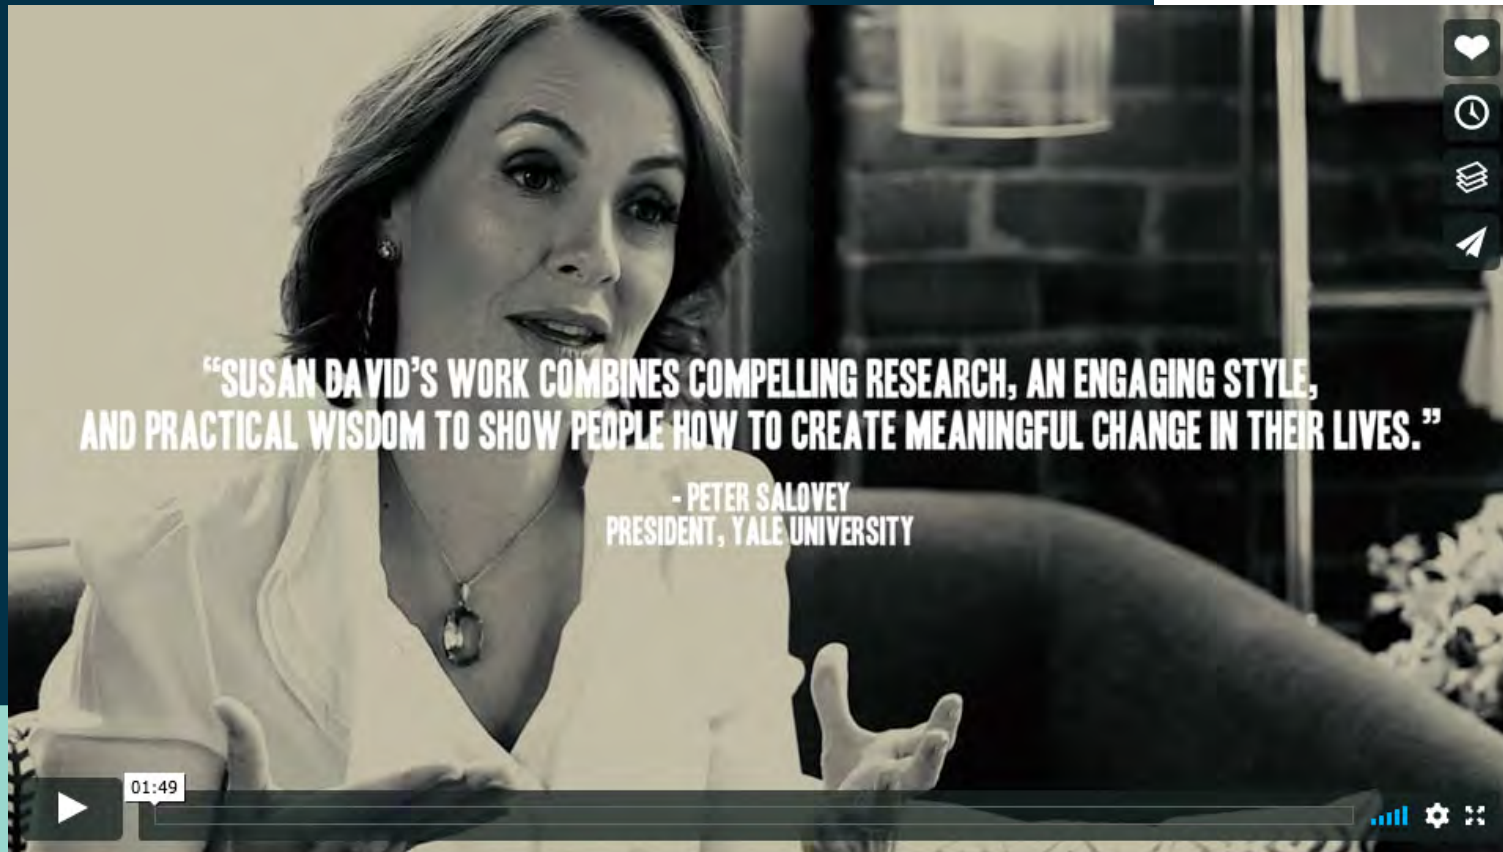 “SUSAN DAVID’S WORK COMBINES COMPELLING RESEARCH, AN ENGAGING STYLE,
AND PRACTICAL WISDOM TO SHOW PEOPLE HOW TO CREATE MEANINGFUL CHANGE IN THEIR LIVES.”
- PETER SALOVEY
PRESIDENT, YALE UNIVERSITY
01:49